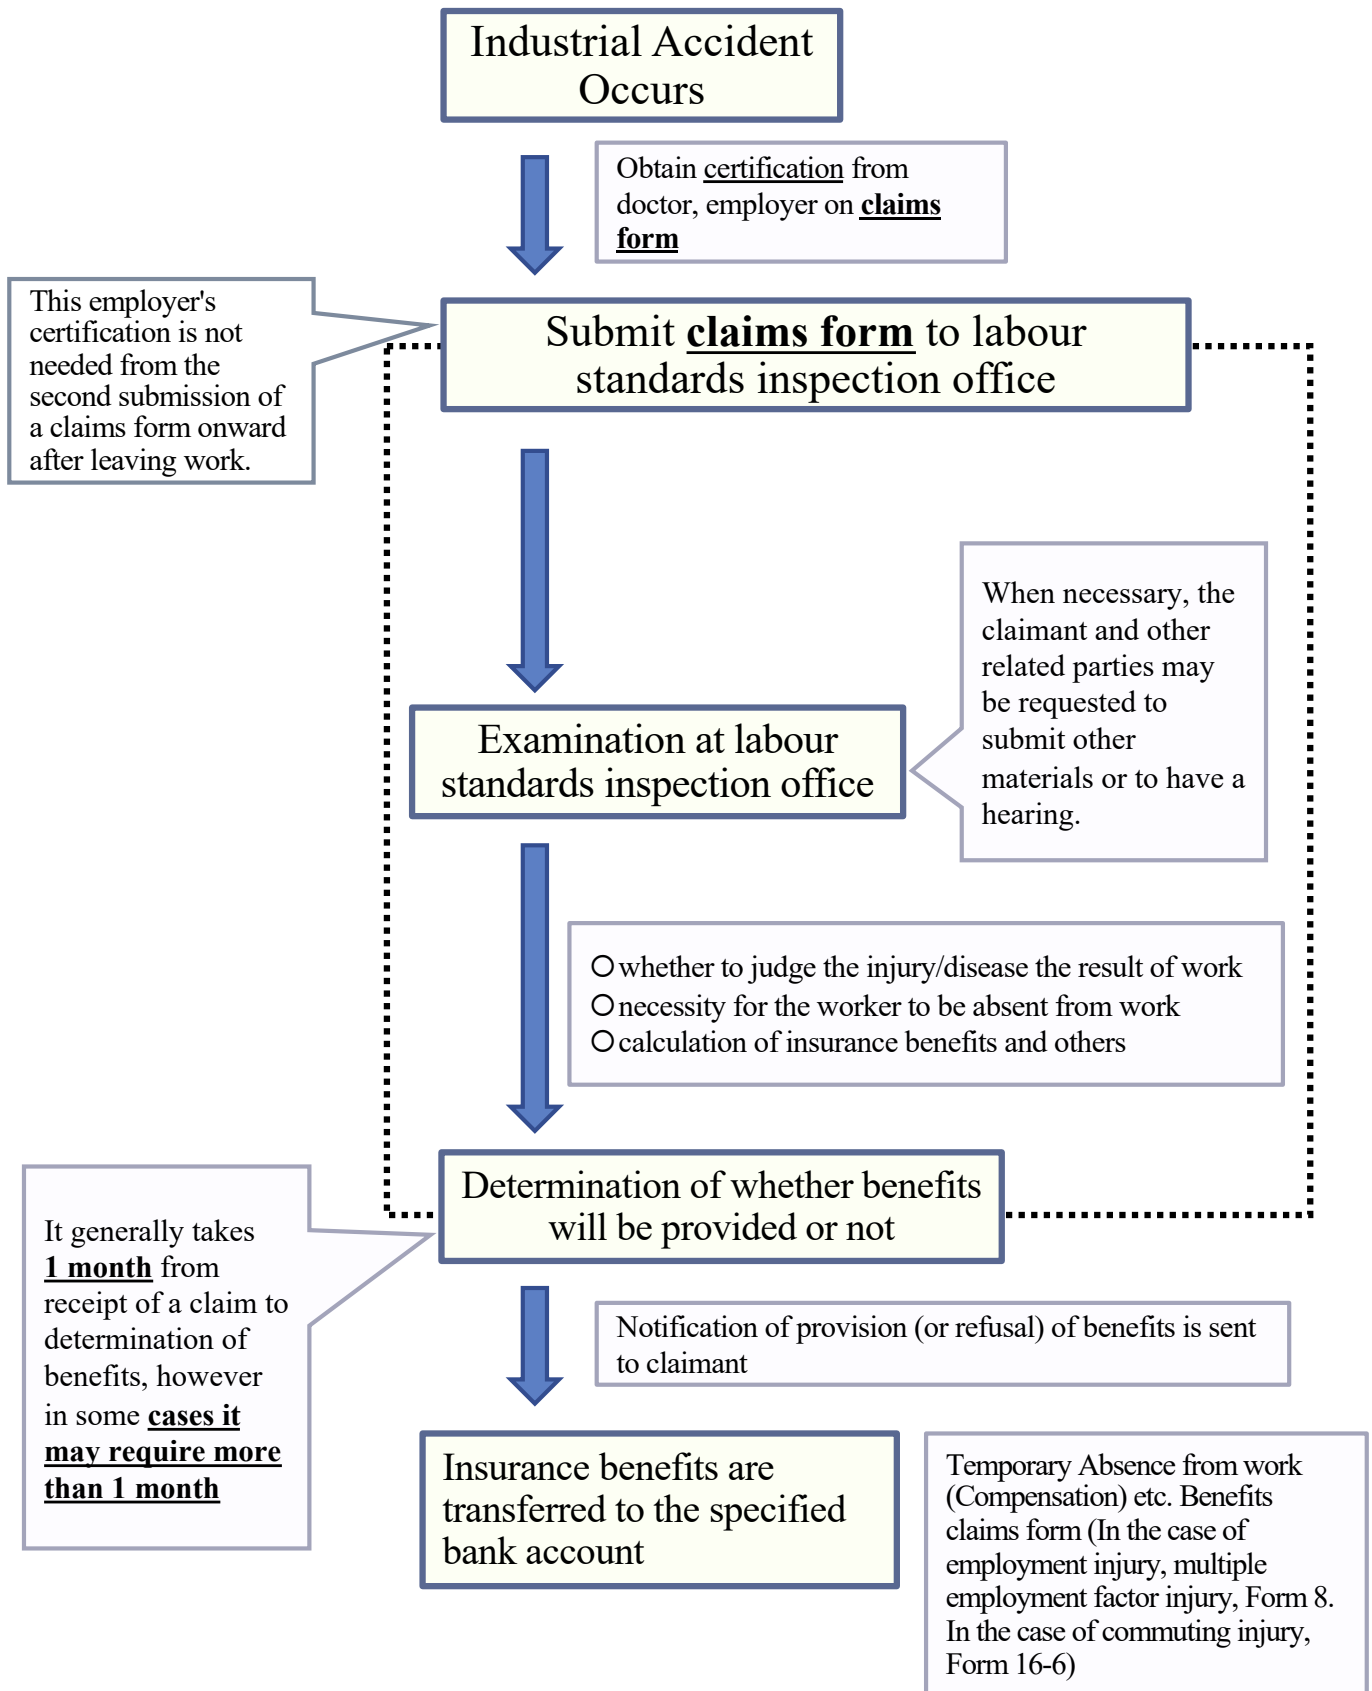 Industrial Accident
Occurs
Obtain certification from
doctor, employer on claims
form
This employer's
certification is not
needed from the
second submission of
a claims form onward
after leaving work.
Submit claims form to labour
standards inspection office
When necessary, the
claimant and other
related parties may
be requested to
submit other
materials or to have a
hearing.
Examination at labour
standards inspection office
○whether to judge the injury/disease the result of work
○necessity for the worker to be absent from work
○calculation of insurance benefits and others
Determination of whether benefits
will be provided or not
It generally takes
1 month from
receipt of a claim to
determination of
benefits, however
in some cases it
may require more
than 1 month
Notification of provision (or refusal) of benefits is sent
to claimant
Insurance benefits are
transferred to the specified
bank account
Temporary Absence from work
(Compensation) etc. Benefits
claims form (In the case of
employment injury, multiple
employment factor injury, Form 8.
In the case of commuting injury,
Form 16-6)